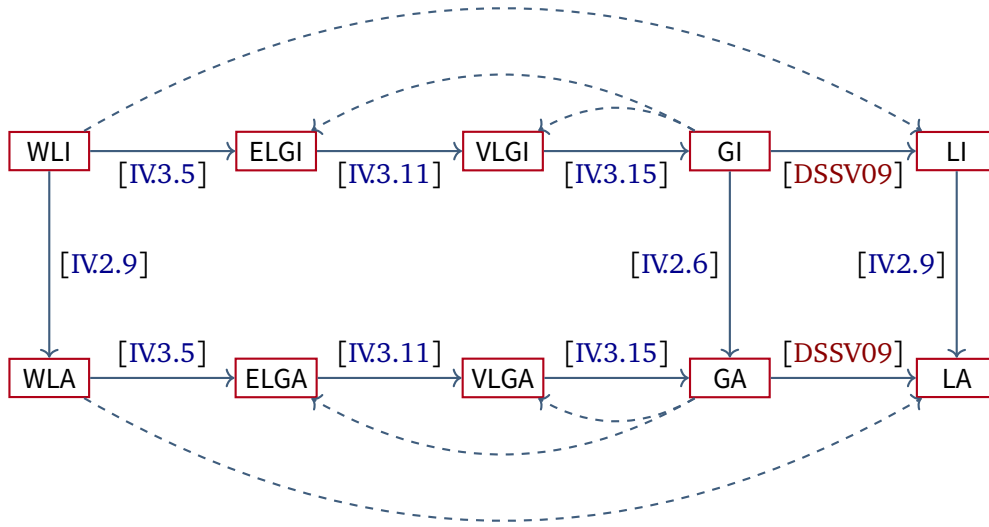 WLI ELGI VLGI GI LI
[IV.3.5] [IV.3.11] [IV.3.15] [DSSV09]
[IV.2.9] [IV.2.6] [IV.2.9]
[IV.3.5] [IV.3.11] [IV.3.15] [DSSV09]
WLA ELGA VLGA GA LA